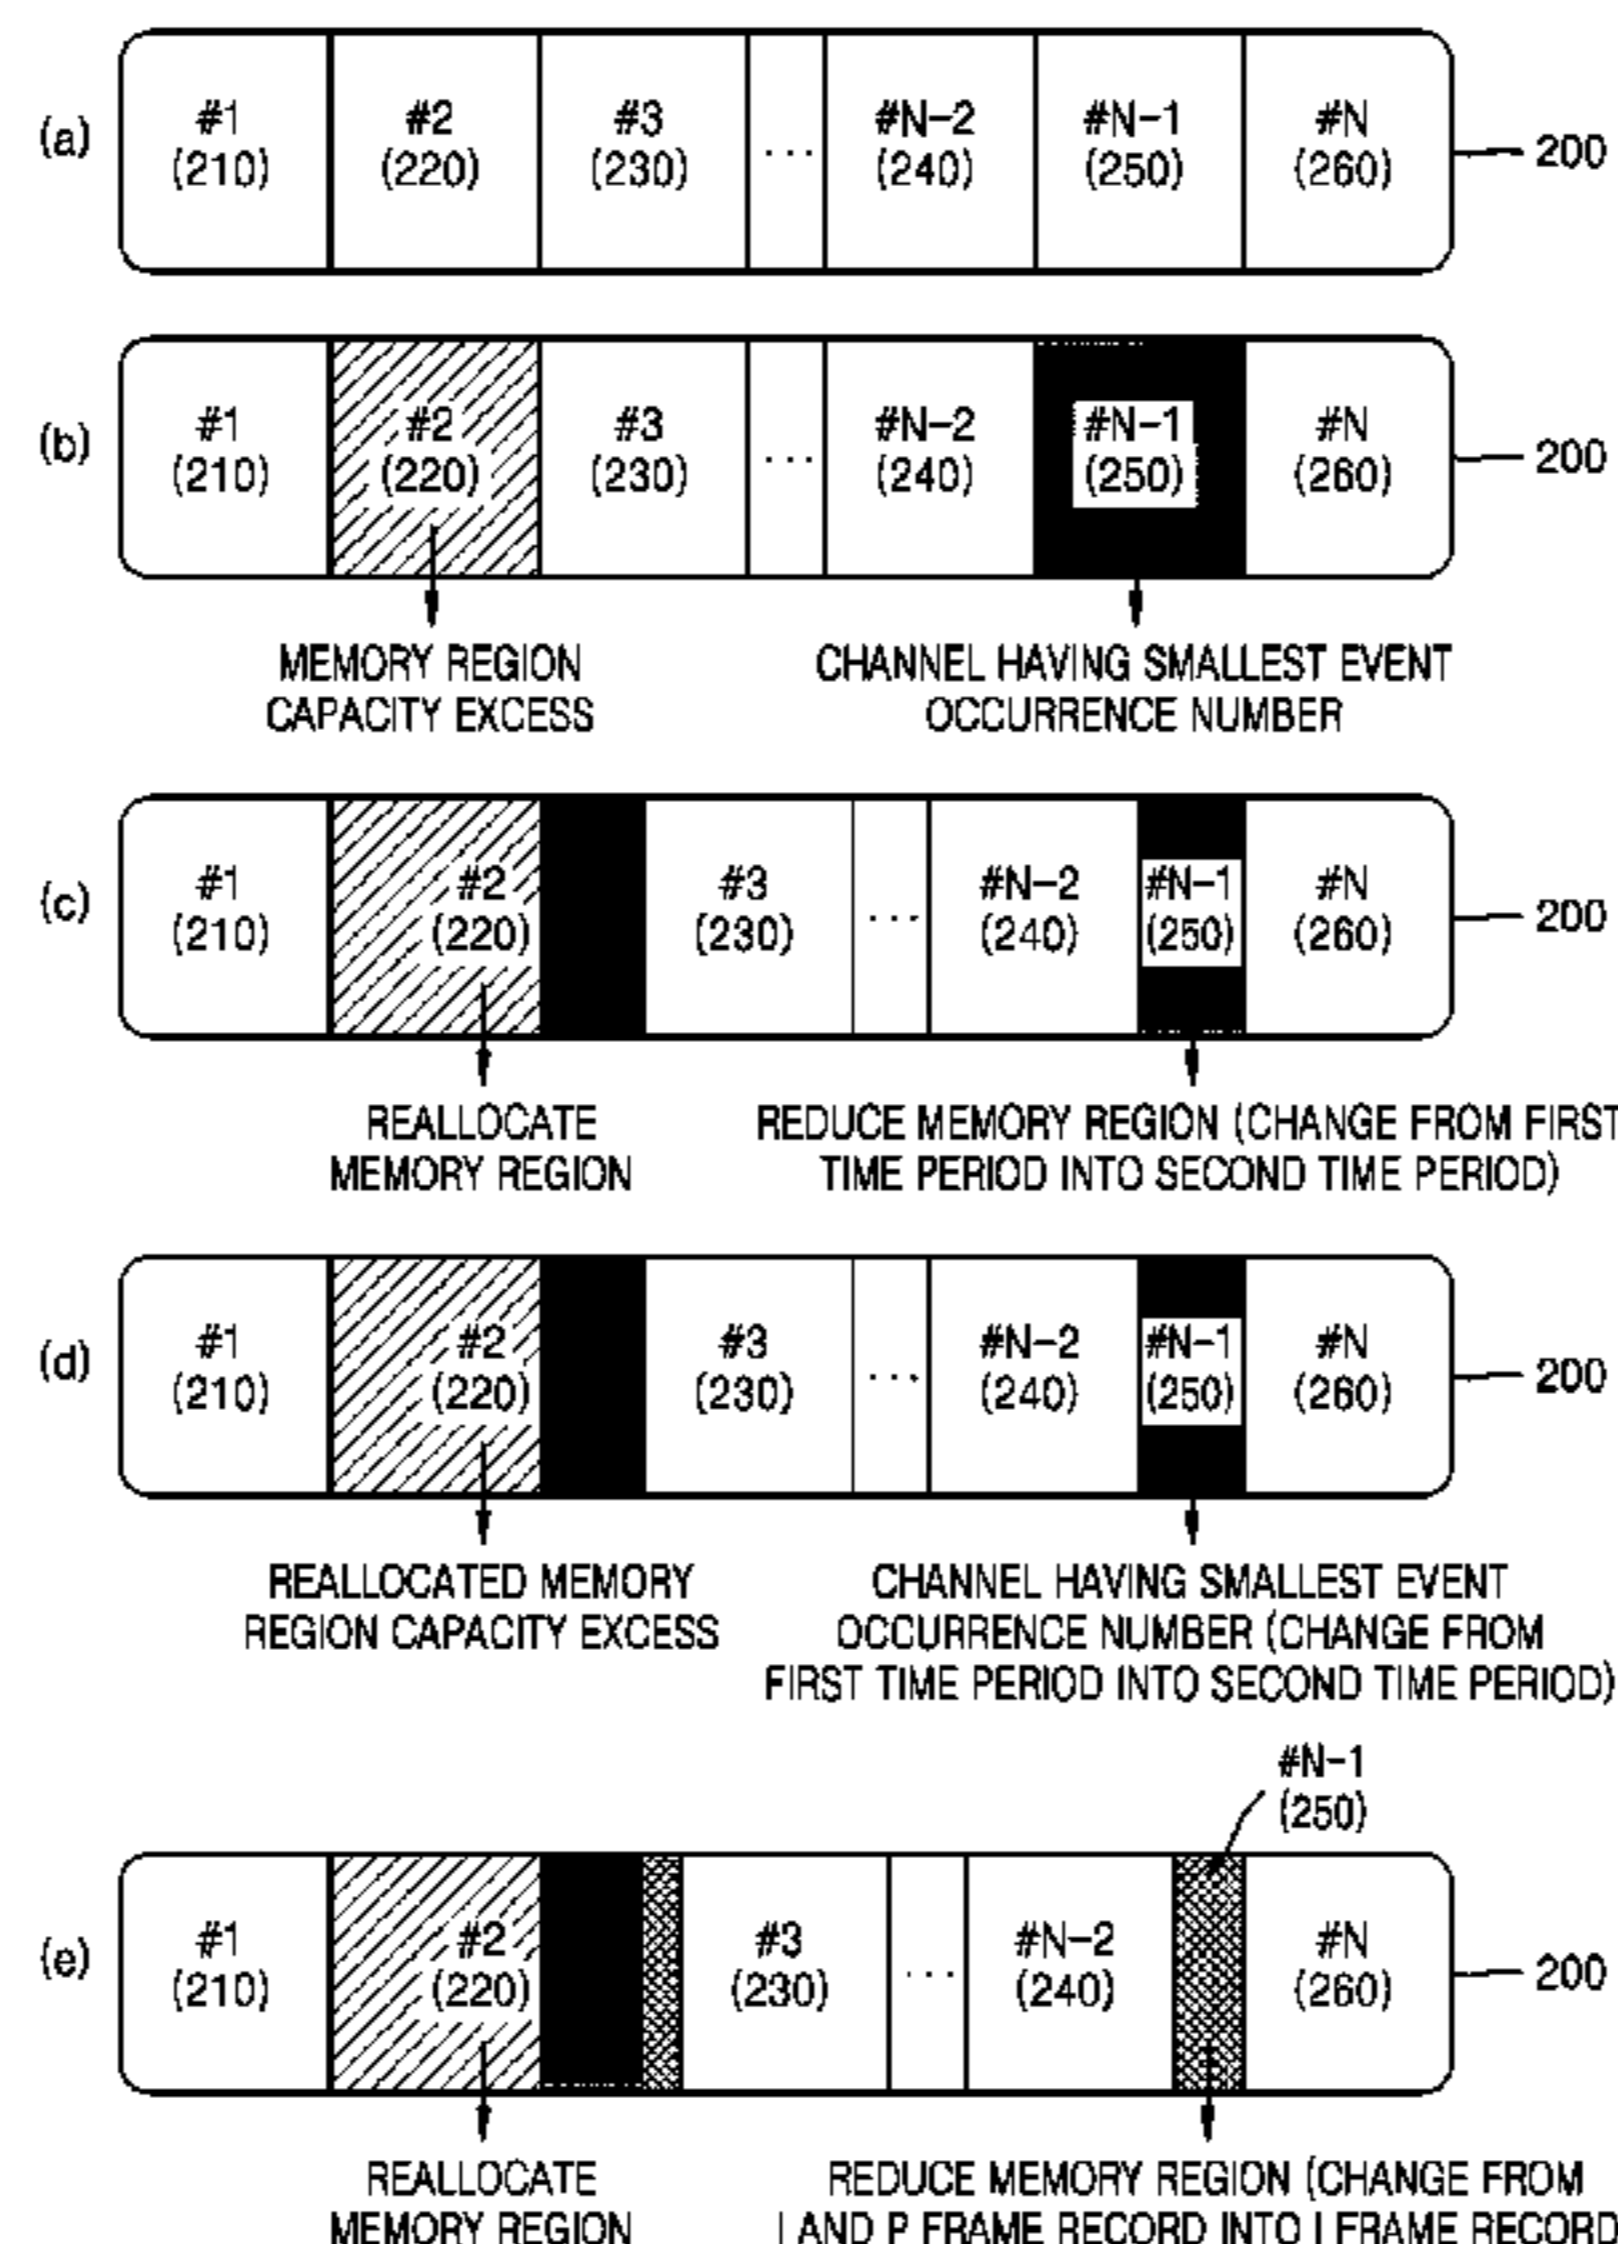 (a) #1 #2 #3 #N-2 #N-1 #N
(210) (220) (230) ... (240) (250) (260) 200
(b) #1 #2 #3 #N-2 #N-1 #N
(210) (220) (230) ... (240) (250) (260) 200
MEMORY REGION CHANNEL HAVING SMALLEST EVENT
CAPACITY EXCESS OCCURRENCE NUMBER
(c) #1 #2 #3 #N-2 #N-1 #N
(210) (220) (230) ... (240) (250) (260) 200
REALLOCATE REDUCE MEMORY REGION (CHANGE FROM FIRST
MEMORY REGION TIME PERIOD INTO SECOND TIME PERIOD)
(d) #1 #2 #3 #N-2 #N-1 #N
(210) (220) (230) ... (240) (250) (260) 200
REALLOCATED MEMORY CHANNEL HAVING SMALLEST EVENT
REGION CAPACITY EXCESS OCCURRENCE NUMBER (CHANGE FROM
FIRST TIME PERIOD INTO SECOND TIME PERIOD)
#N-1
(250)
(e) #1 #2 #3 #N-2 #N
(210) (220) (230) ... (240) (260) 200
REALLOCATE REDUCE MEMORY REGION (CHANGE FROM
MEMORY REGION I AND P FRAME RECORD INTO I FRAME RECORD